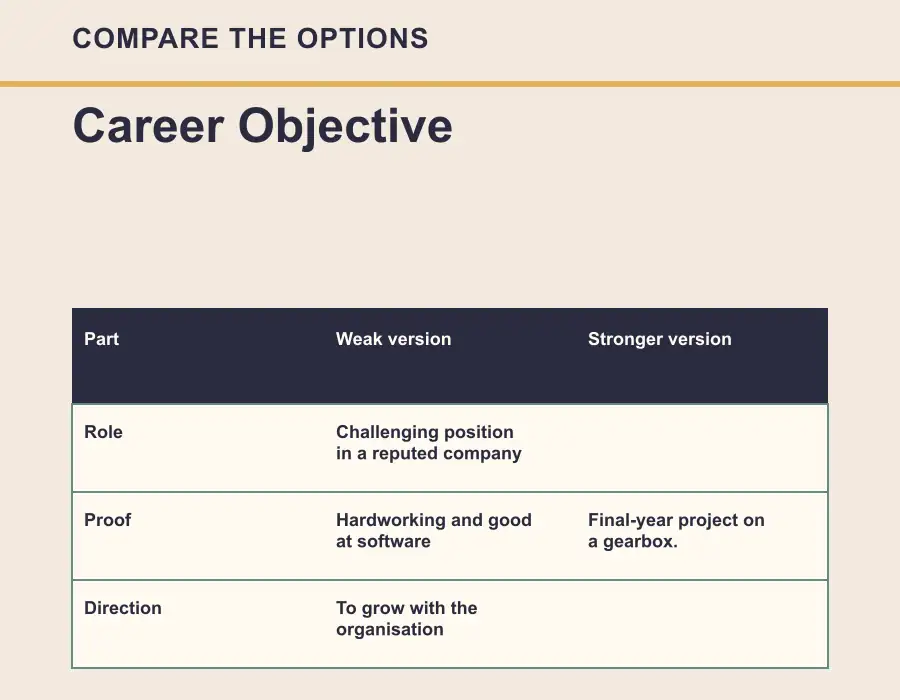 COMPARE THE OPTIONS
Career Objective
Part
Weak version
Stronger version
Role
Challenging position
in a reputed company
Proof
Hardworking and good
at software
Final-year project on
a gearbox.
Direction
To grow with the
organisation